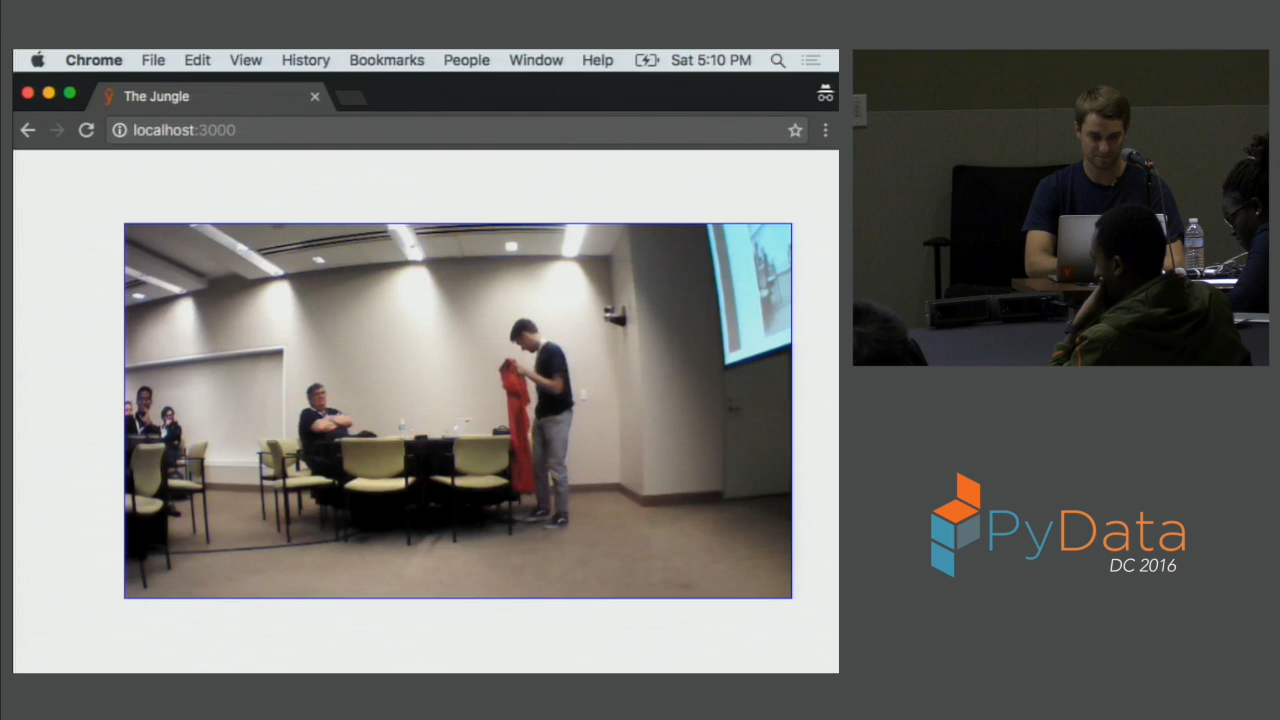 Chrome File Edit View History Bookmarks People Window Help Sat 5:10 PM
The Jungle
localhost:3000
PyData
DC 2016